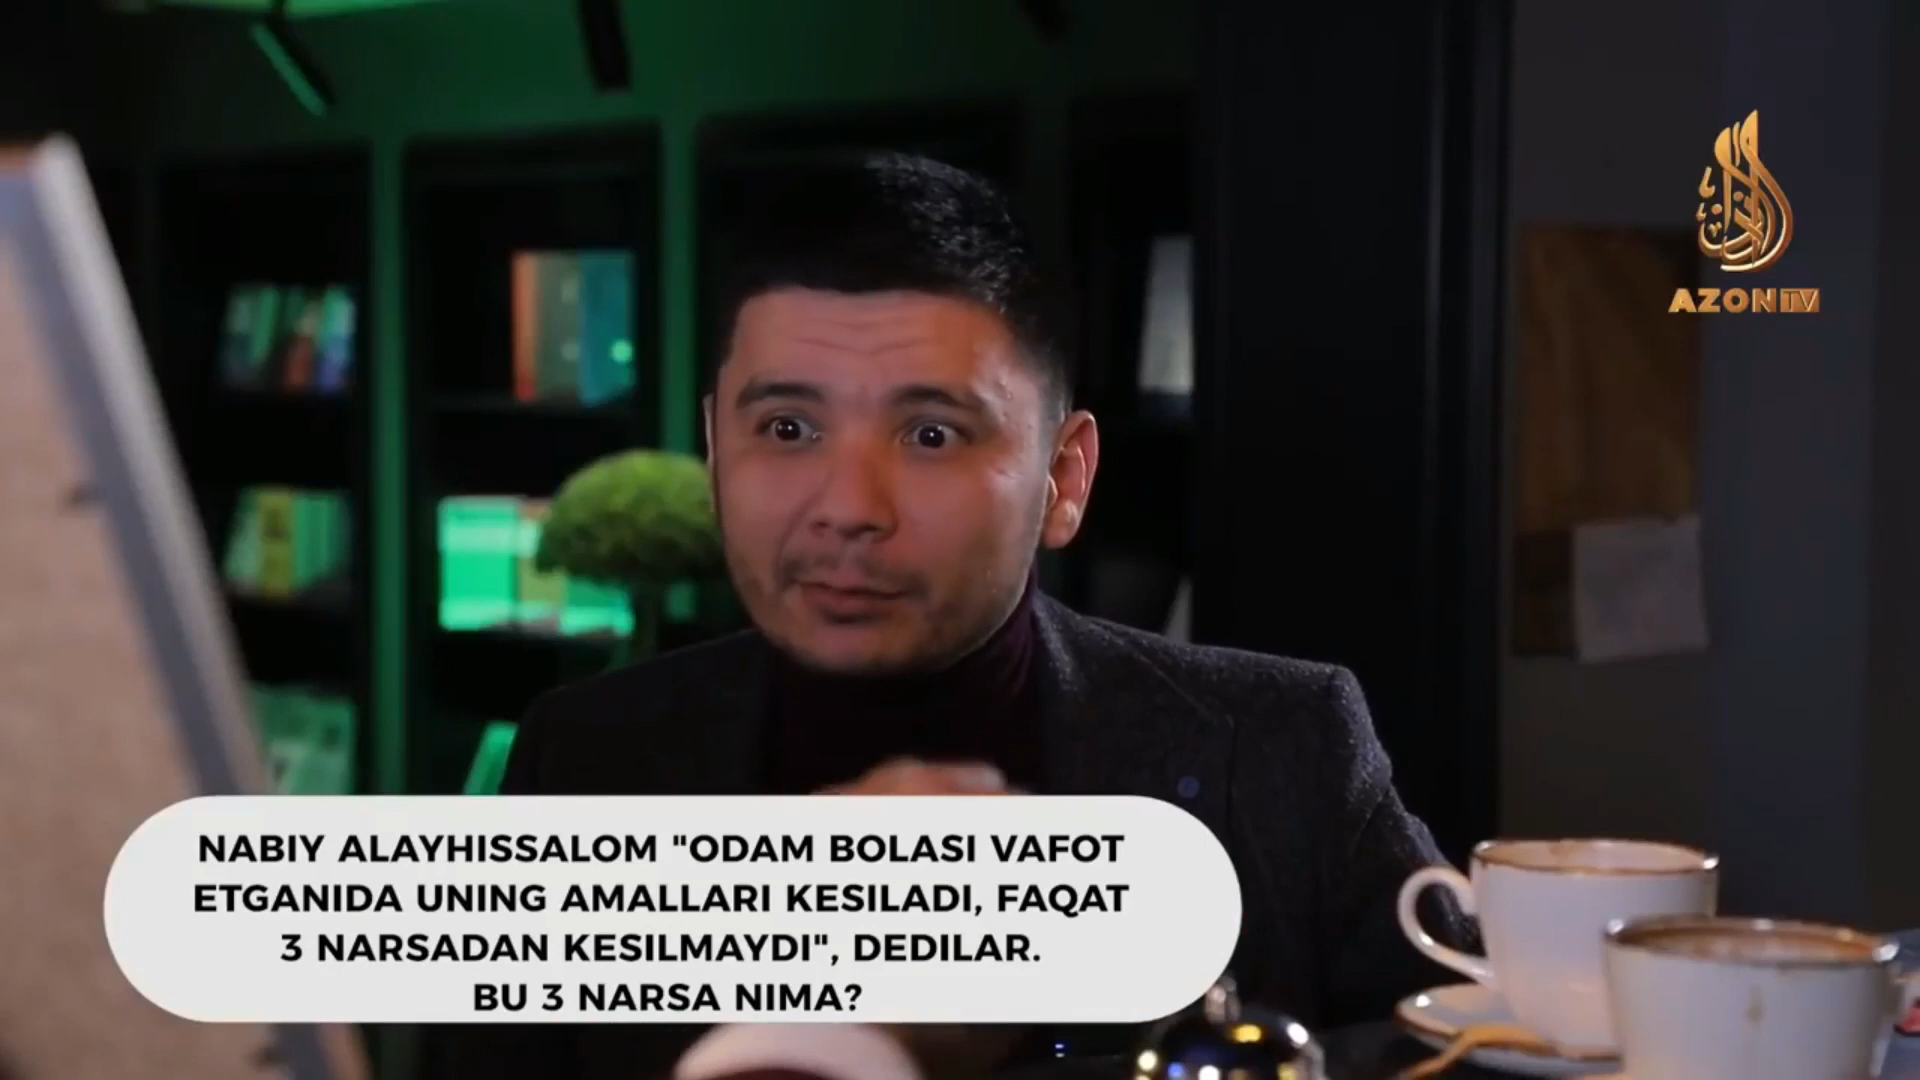 AZON TV
NABIY ALAYHISSALOM "ODAM BOLASI VAFOT
ETGANIDA UNING AMALLARI KESILADI, FAQAT
3 NARSADAN KESILMAYDI", DEDILAR.
BU 3 NARSA NIMA?